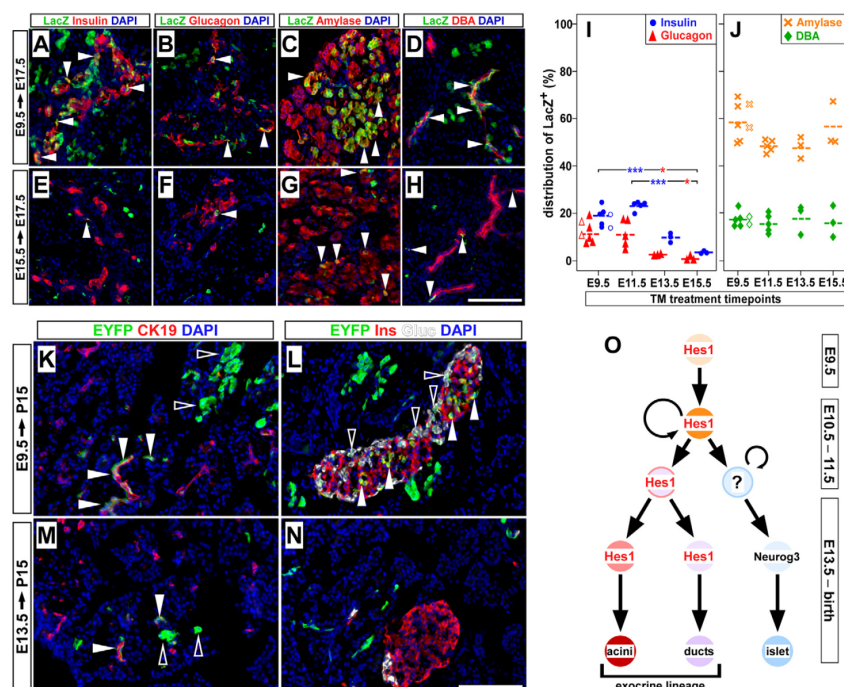 LacZ Insulin DAPI
LacZ Glucagon DAPI
LacZ Amylase DAPI
LacZ DBA DAPI
E9.5 → E17.5
A
B
C
D
E15.5 → E17.5
E
F
G
H
I
Insulin
Glucagon
J
Amylase
DBA
distribution of LacZ+ (%)
100
80
60
40
20
0
*** *
*** *
E9.5 E11.5 E13.5 E15.5
E9.5 E11.5 E13.5 E15.5
TM treatment timepoints
EYFP CK19 DAPI
EYFP Ins Gluc DAPI
E9.5 → P15
K
L
E13.5 → P15
M
N
O
Hes1
E9.5
Hes1
E10.5 – 11.5
Hes1
?
Hes1
Hes1
Neurog3
E13.5 – birth
acini
ducts
islet
exocrine lineage